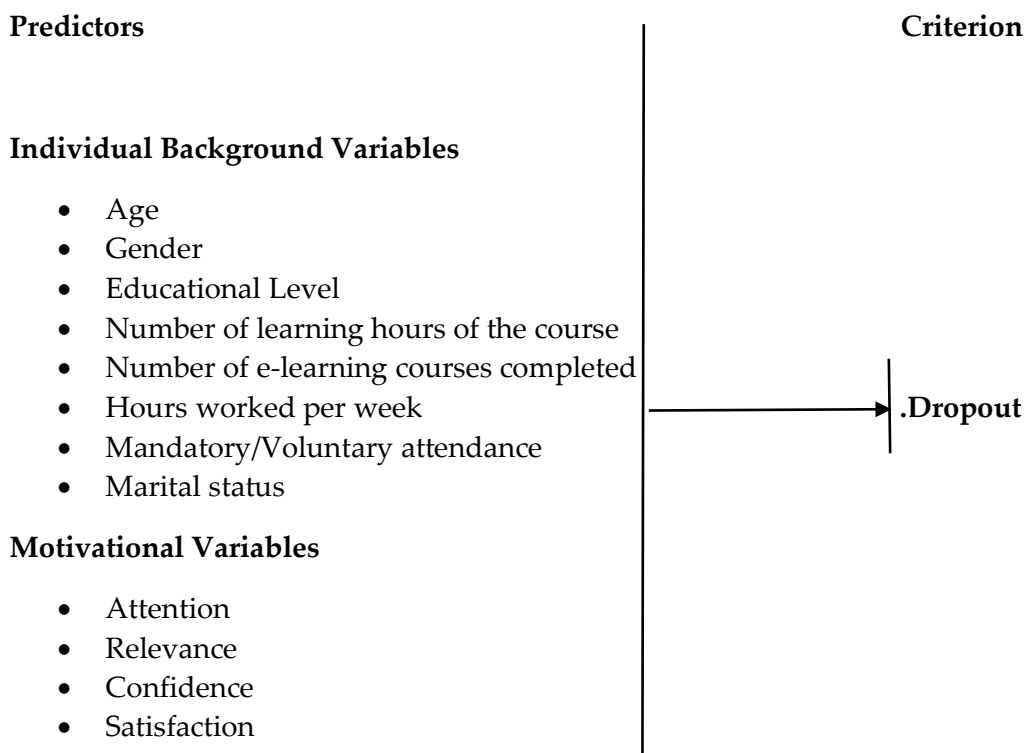 Predictors
Criterion
Individual Background Variables
• Age
• Gender
• Educational Level
• Number of learning hours of the course
• Number of e-learning courses completed
• Hours worked per week
.Dropout
• Mandatory/Voluntary attendance
• Marital status
Motivational Variables
• Attention
• Relevance
• Confidence
• Satisfaction